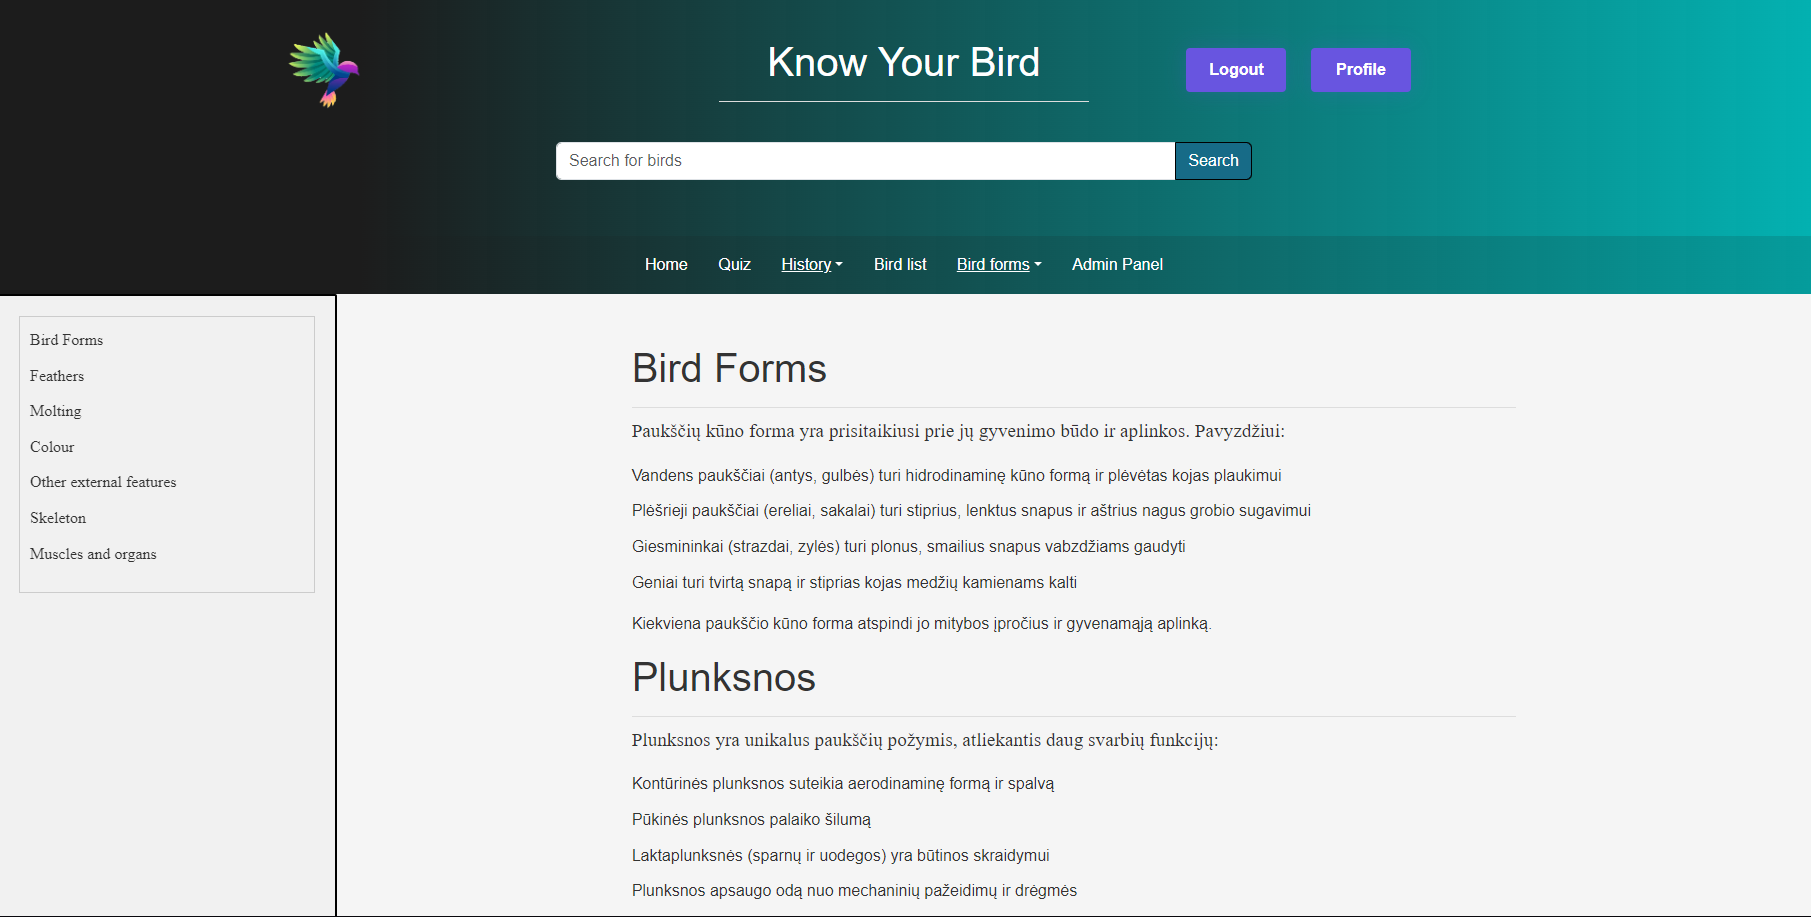 Know Your Bird
Logout
Profile
Search for birds
Search
Home
Quiz
History
Bird list
Bird forms
Admin Panel
Bird Forms
Feathers
Molting
Colour
Other external features
Skeleton
Muscles and organs
Bird Forms
Paukščių kūno forma yra prisitaikiusi prie jų gyvenimo būdo ir aplinkos. Pavyzdžiui:
Vandens paukščiai (antys, gulbės) turi hidrodinaminę kūno formą ir plėvėtas kojas plaukimui
Plėšrieji paukščiai (ereliai, sakalai) turi stiprius, lenktus snapus ir aštrius nagus grobio sugavimui
Giesmininkai (strazdai, zylės) turi plonus, smailius snapus vabzdžiams gaudyti
Geniai turi tvirtą snapą ir stiprias kojas medžių kamienams kalti
Kiekviena paukščio kūno forma atspindi jo mitybos įpročius ir gyvenamąją aplinką.
Plunksnos
Plunksnos yra unikalus paukščių požymis, atliekantis daug svarbių funkcijų:
Kontūrinės plunksnos suteikia aerodinaminę formą ir spalvą
Pūkinės plunksnos palaiko šilumą
Laktaplunksnės (sparnų ir uodegos) yra būtinos skraidymui
Plunksnos apsaugo odą nuo mechaninių pažeidimų ir drėgmės